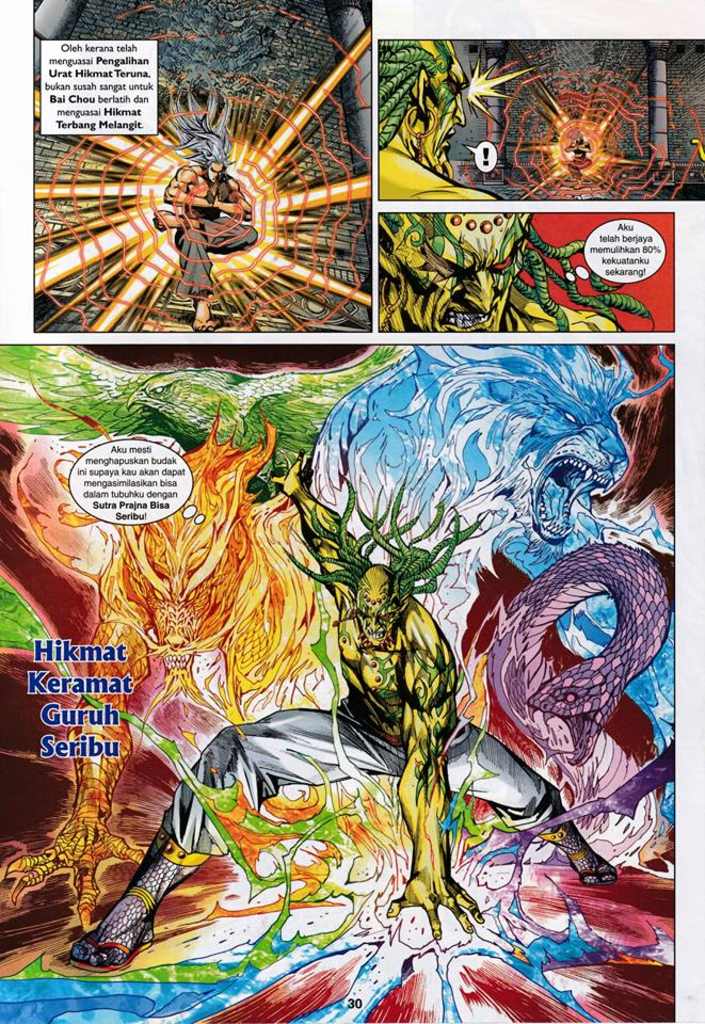 Oleh kerana telah
menguasai Pengalihan
Urat Hikmat Teruna,
bukan susah sangat untuk
Bai Chou berlatih dan
menguasai Hikmat
Terbang Melangit.
!
Aku
telah berjaya
memulihkan 80%
kekuatanku
sekarang!
Aku mesti
menghapuskan budak
ini supaya kau akan dapat
mengasimilasikan bisa
dalam tubuhku dengan
Sutra Prajna Bisa
Seribu!
Hikmat
Keramat
Guruh
Seribu
30